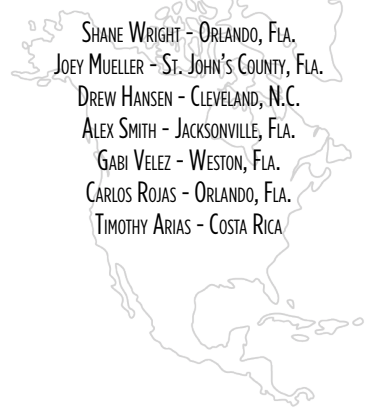 Shane Wright - Orlando, Fla.
Joey Mueller - St. John's County, Fla.
Drew Hansen - Cleveland, N.C.
Alex Smith - Jacksonville, Fla.
Gabi Velez - Weston, Fla.
Carlos Rojas - Orlando, Fla.
Timothy Arias - Costa Rica